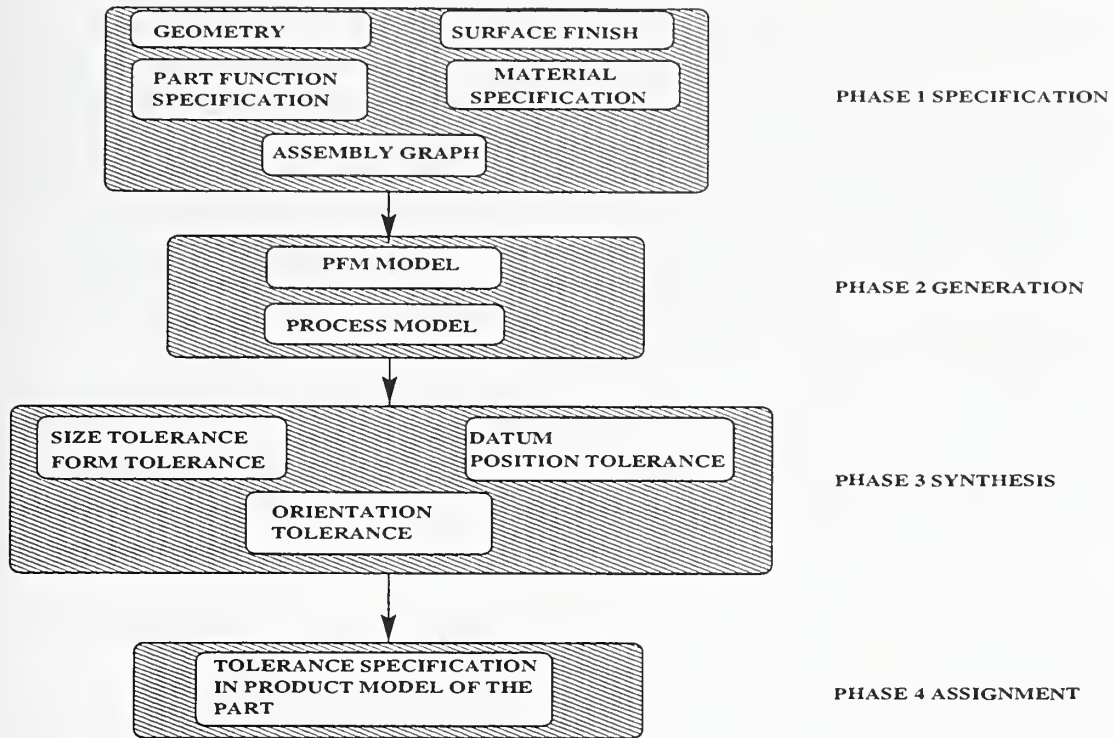 GEOMETRY
SURFACE FINISH
PART FUNCTION
SPECIFICATION
MATERIAL
SPECIFICATION
ASSEMBLY GRAPH
PHASE 1 SPECIFICATION
PFM MODEL
PROCESS MODEL
PHASE 2 GENERATION
SIZE TOLERANCE
FORM TOLERANCE
DATUM
POSITION TOLERANCE
ORIENTATION
TOLERANCE
PHASE 3 SYNTHESIS
TOLERANCE SPECIFICATION
IN PRODUCT MODEL OF THE
PART
PHASE 4 ASSIGNMENT